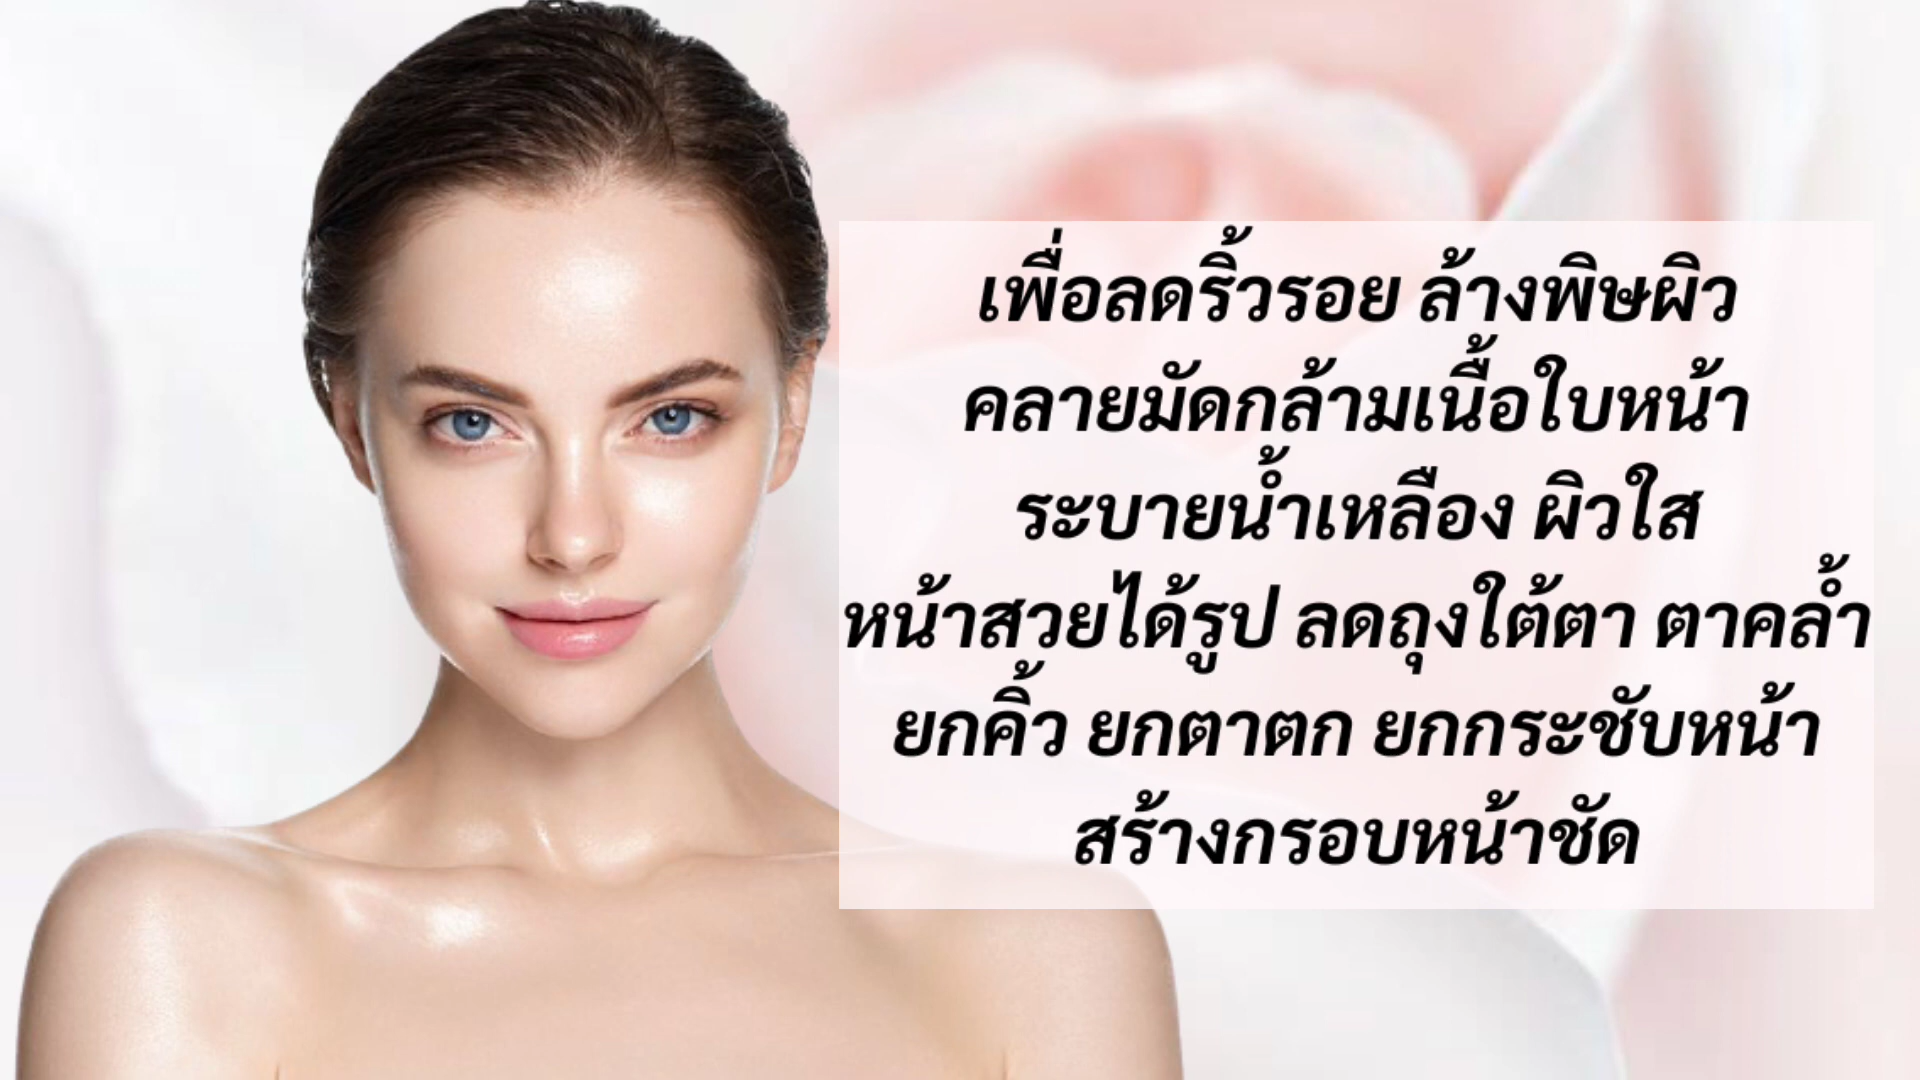 เพื่อลดริ้วรอย ล้างพิษผิว
คลายมัดกล้ามเนื้อใบหน้า
ระบายน้ำเหลือง ผิวใส
หน้าสวยได้รูป ลดถุงใต้ตา ตาคล้ำ
ยกคิ้ว ยกตาตก ยกกระชับหน้า
สร้างกรอบหน้าชัด